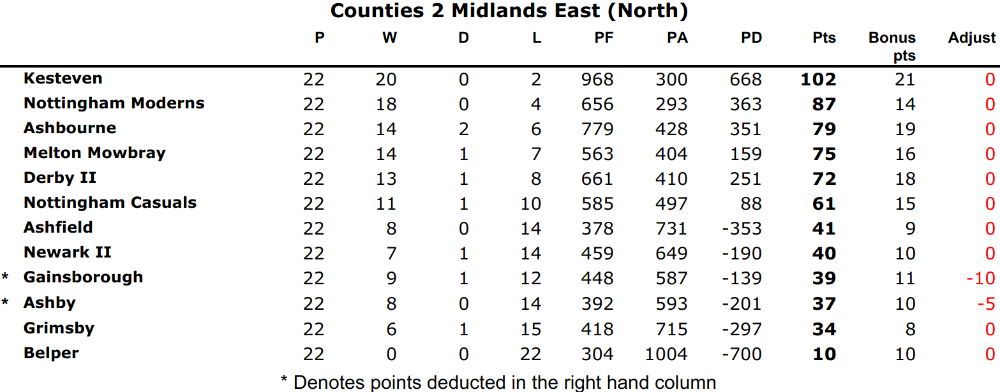 Counties 2 Midlands East (North)
P W D L PF PA PD Pts Bonus pts Adjust
Kesteven 22 20 0 2 968 300 668 102 21 0
Nottingham Moderns 22 18 0 4 656 293 363 87 14 0
Ashbourne 22 14 2 6 779 428 351 79 19 0
Melton Mowbray 22 14 1 7 563 404 159 75 16 0
Derby II 22 13 1 8 661 410 251 72 18 0
Nottingham Casuals 22 11 1 10 585 497 88 61 15 0
Ashfield 22 8 0 14 378 731 -353 41 9 0
Newark II 22 7 1 14 459 649 -190 40 10 0
* Gainsborough 22 9 1 12 448 587 -139 39 11 -10
* Ashby 22 8 0 14 392 593 -201 37 10 -5
Grimsby 22 6 1 15 418 715 -297 34 8 0
Belper 22 0 0 22 304 1004 -700 10 10 0
* Denotes points deducted in the right hand column